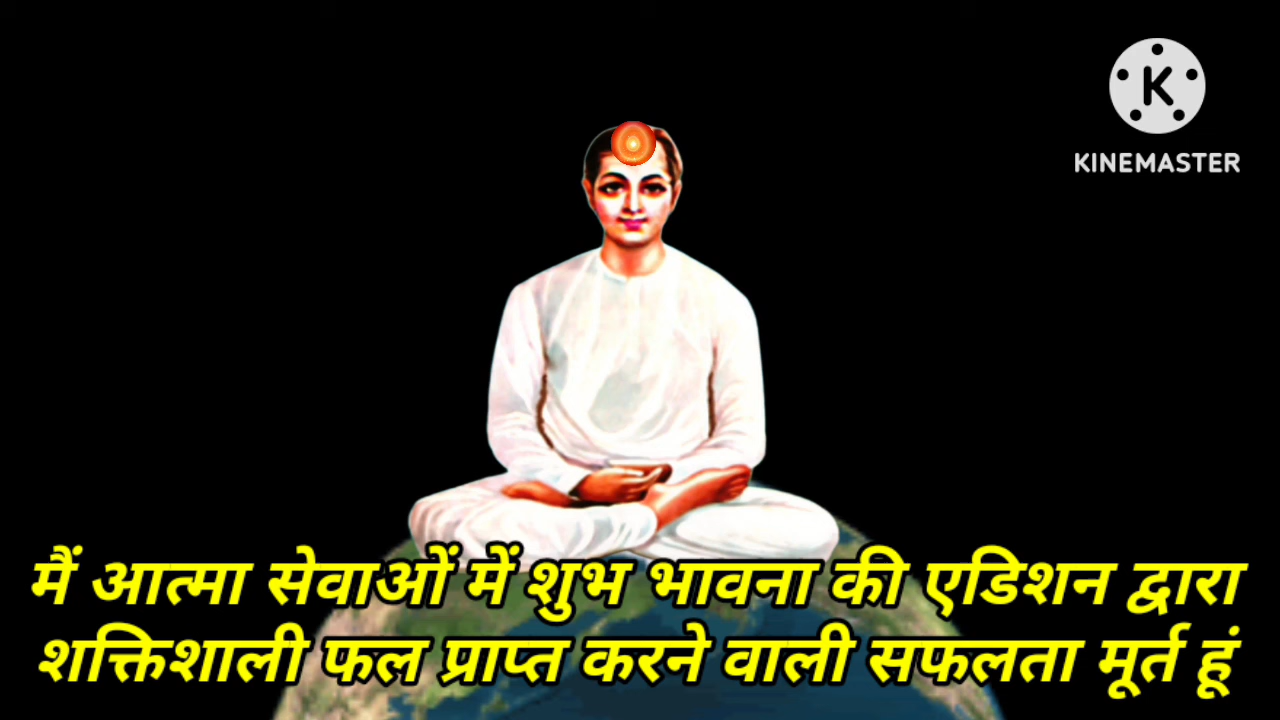 K
KINEMASTER
मैं आत्मा सेवाओं में शुभ भावना की एडिशन द्वारा
शक्तिशाली फल प्राप्त करने वाली सफलता मूर्त हूं